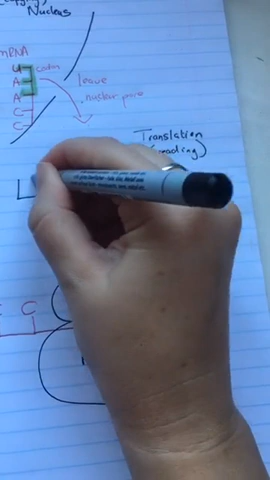 Nucleus
mRNA
U codon
A
A
C
C
leave
nuclear pore
Translation
(reading)
C